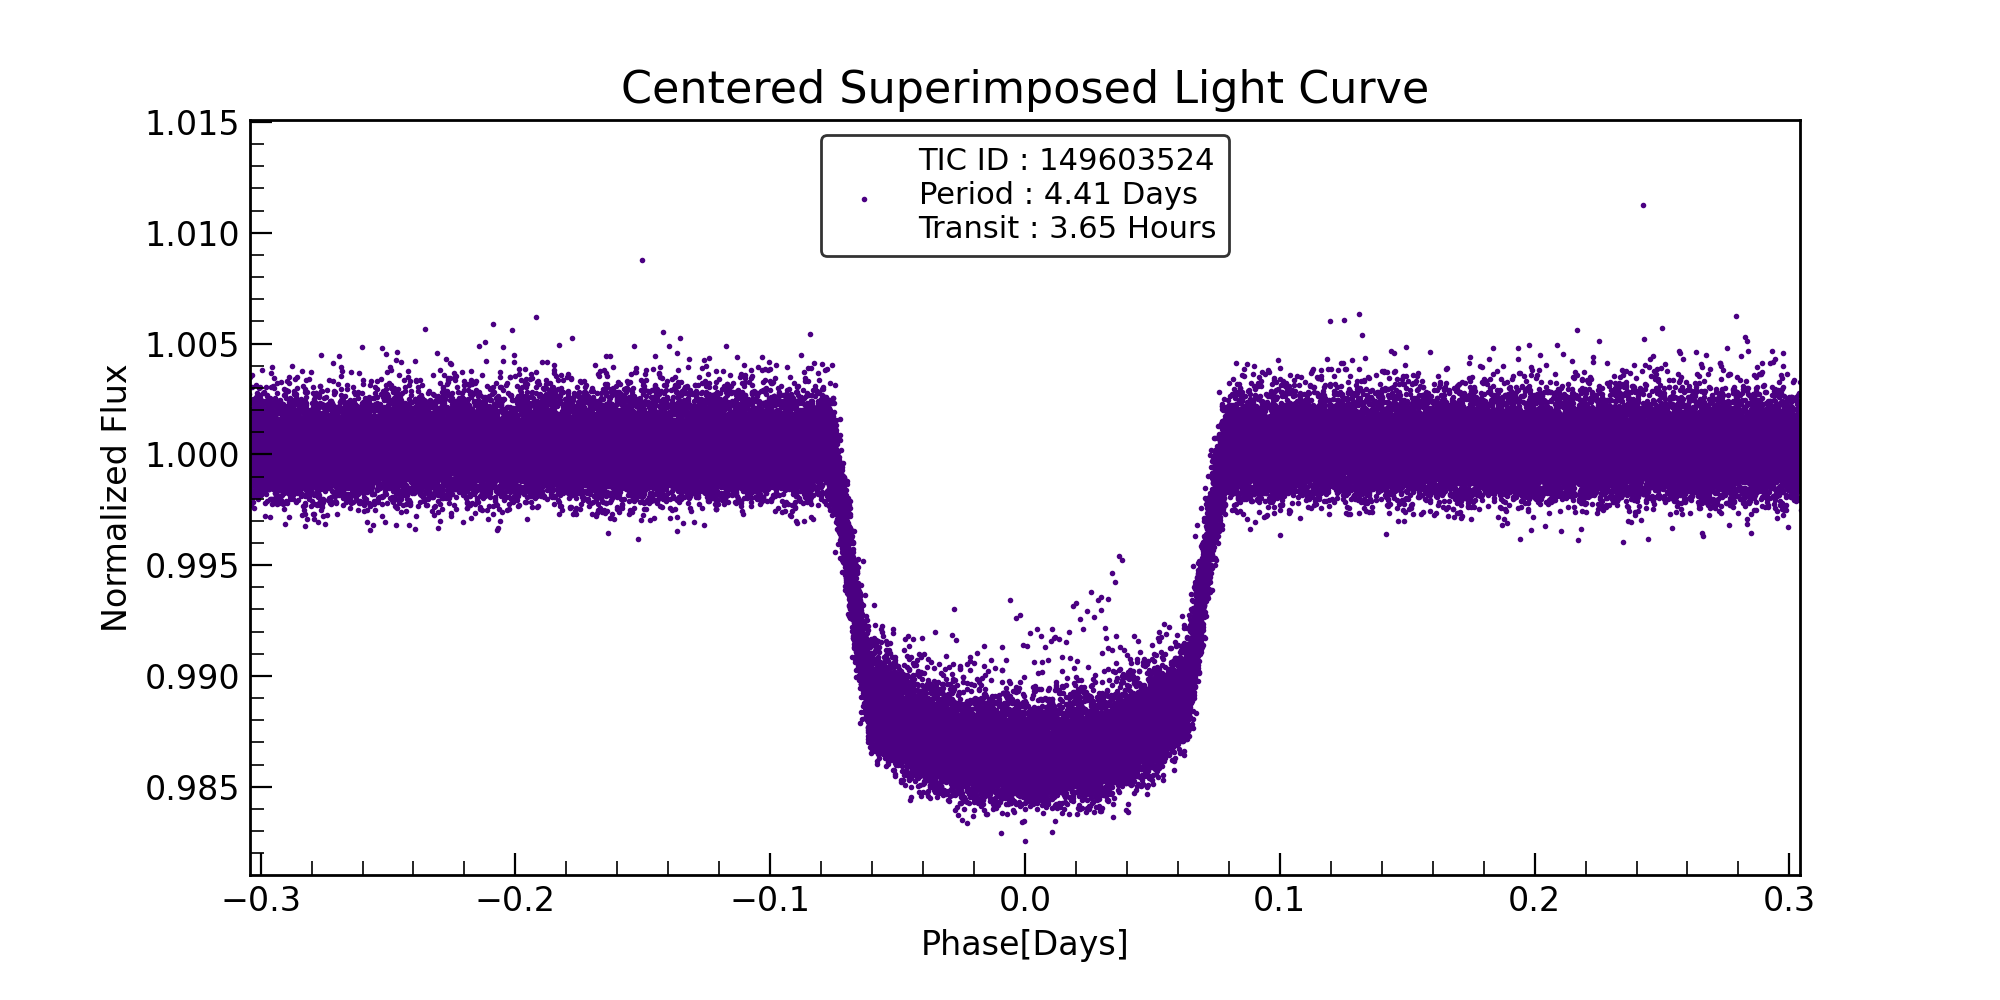 Centered Superimposed Light Curve
TIC ID : 149603524
Period : 4.41 Days
Transit : 3.65 Hours
1.015
1.010
1.005
1.000
0.995
0.990
0.985
Normalized Flux
−0.3 −0.2 −0.1 0.0 0.1 0.2 0.3
Phase[Days]